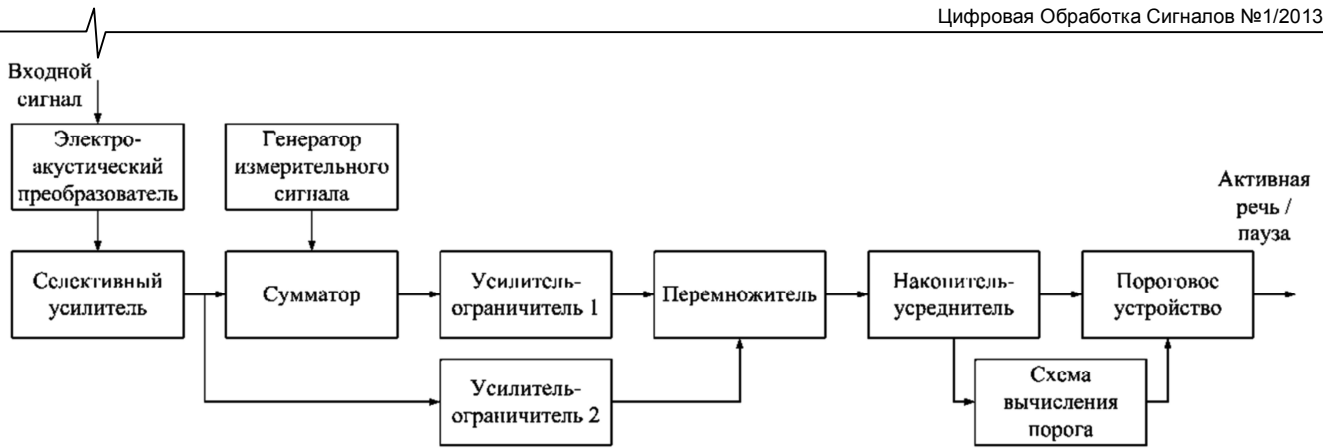 Цифровая Обработка Сигналов №1/2013
Входной
сигнал
Электро-
акустический
преобразователь
Генератор
измерительного
сигнала
Активная
речь /
пауза
Селективный
усилитель
Сумматор
Усилитель-
ограничитель 1
Перемножитель
Накопитель-
усреднитель
Пороговое
устройство
Усилитель-
ограничитель 2
Схема
вычисления
порога